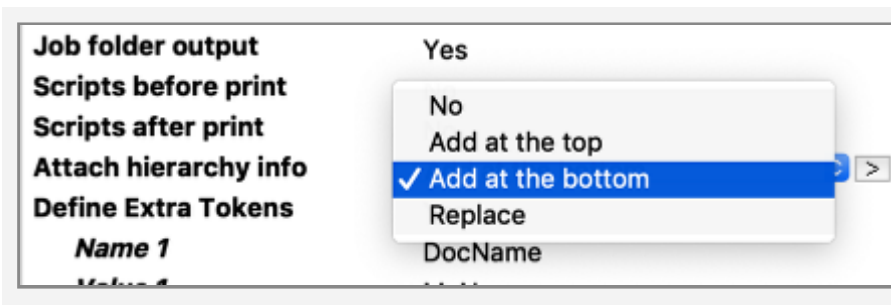 Job folder output Yes
Scripts before print
No
Scripts after print
Add at the top
Attach hierarchy info ✓ Add at the bottom >
Define Extra Tokens
Replace
Name 1 DocName